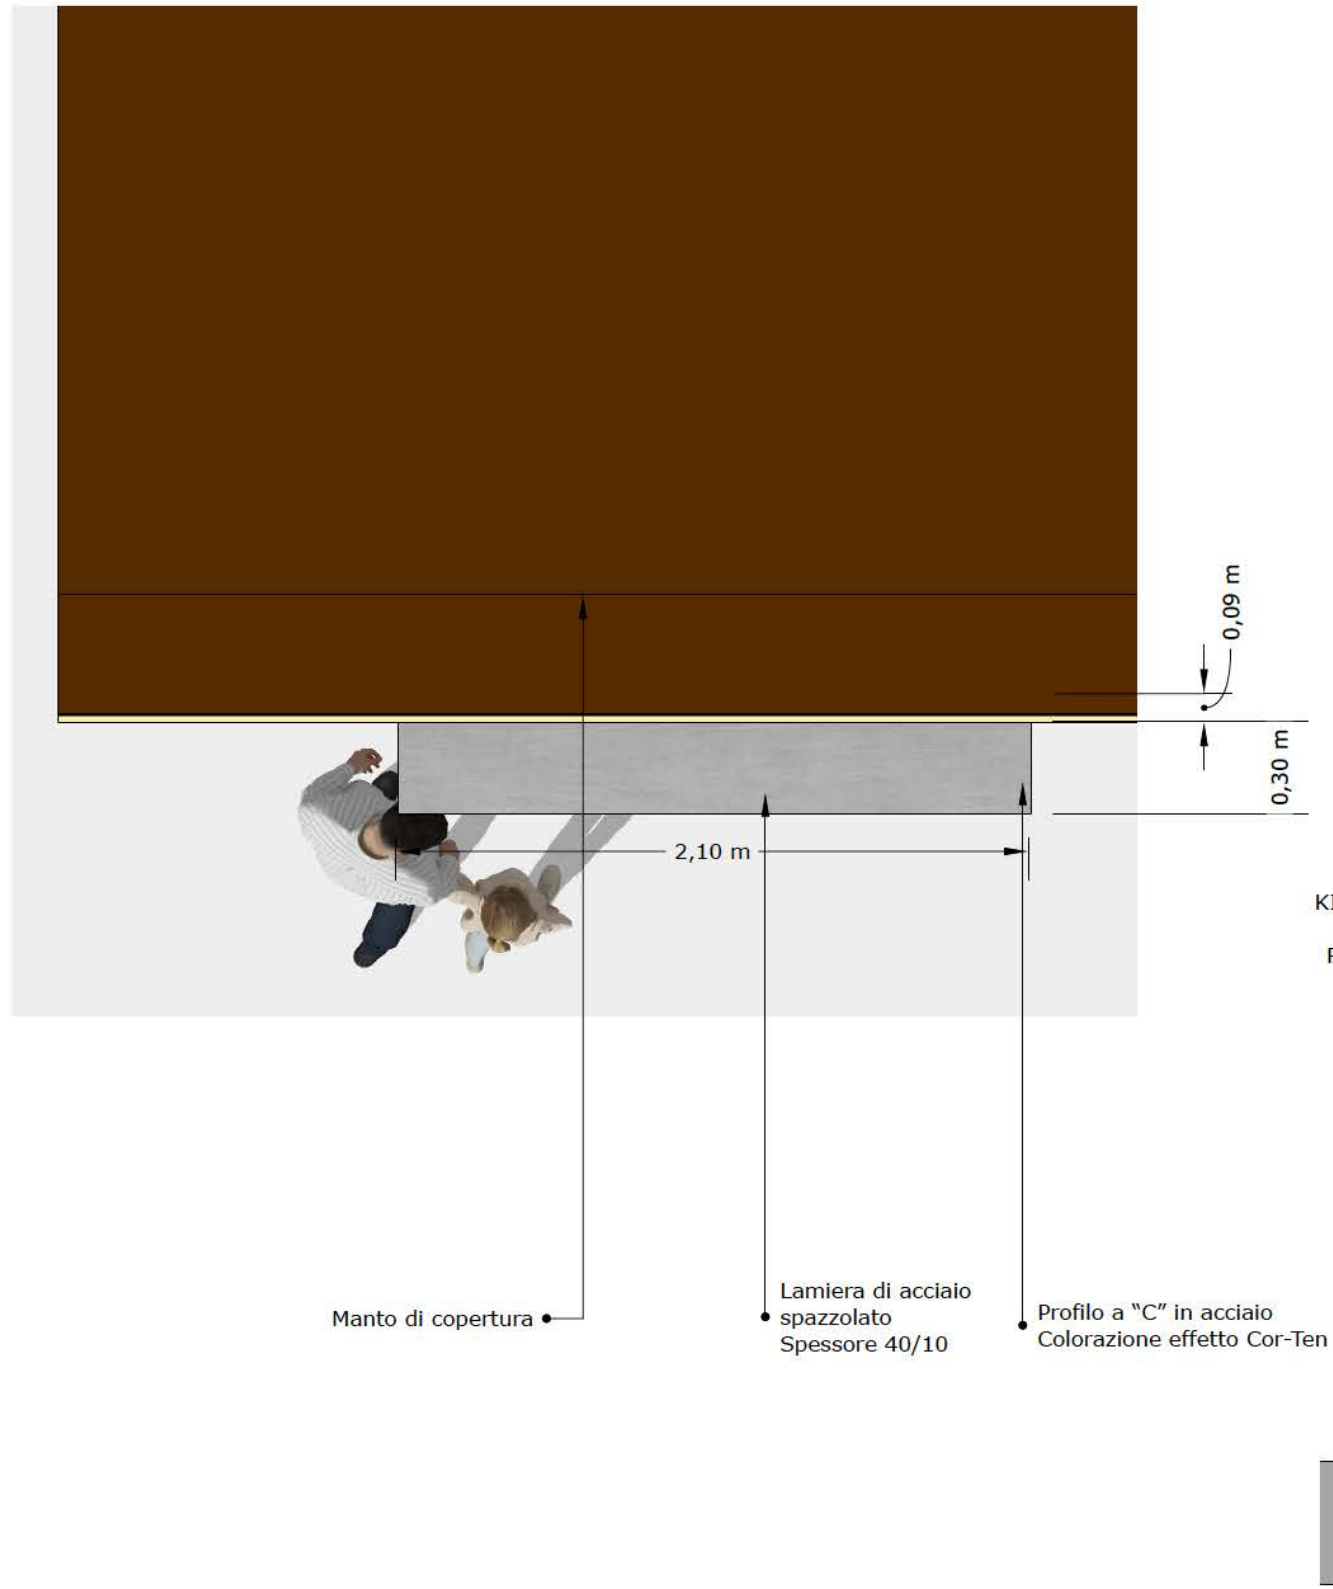 0,09 m
0,30 m
2,10 m
Manto di copertura
Lamiera di acciaio
spazzolato
Spessore 40/10
Profilo a “C” in acciaio
Colorazione effetto Cor-Ten